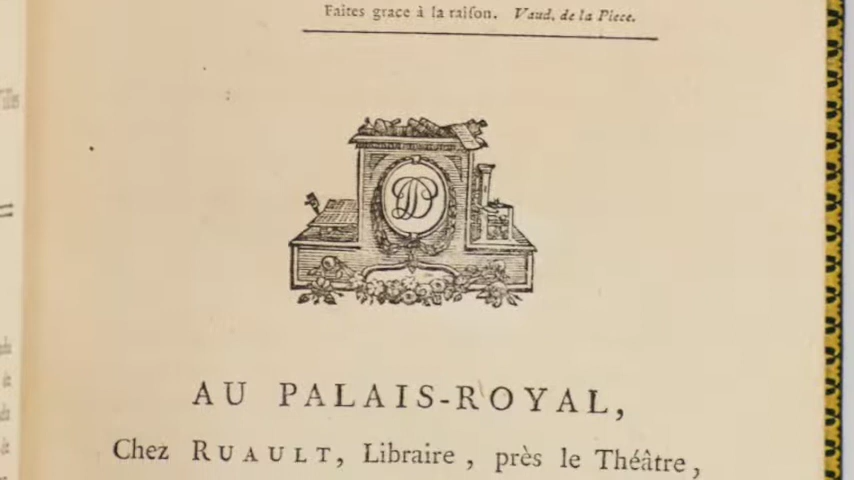 Faites grace à la raiſon. Vaud. de la Piece.
AU PALAIS-ROYAL,
Chez RUAULT, Libraire, près le Théâtre,